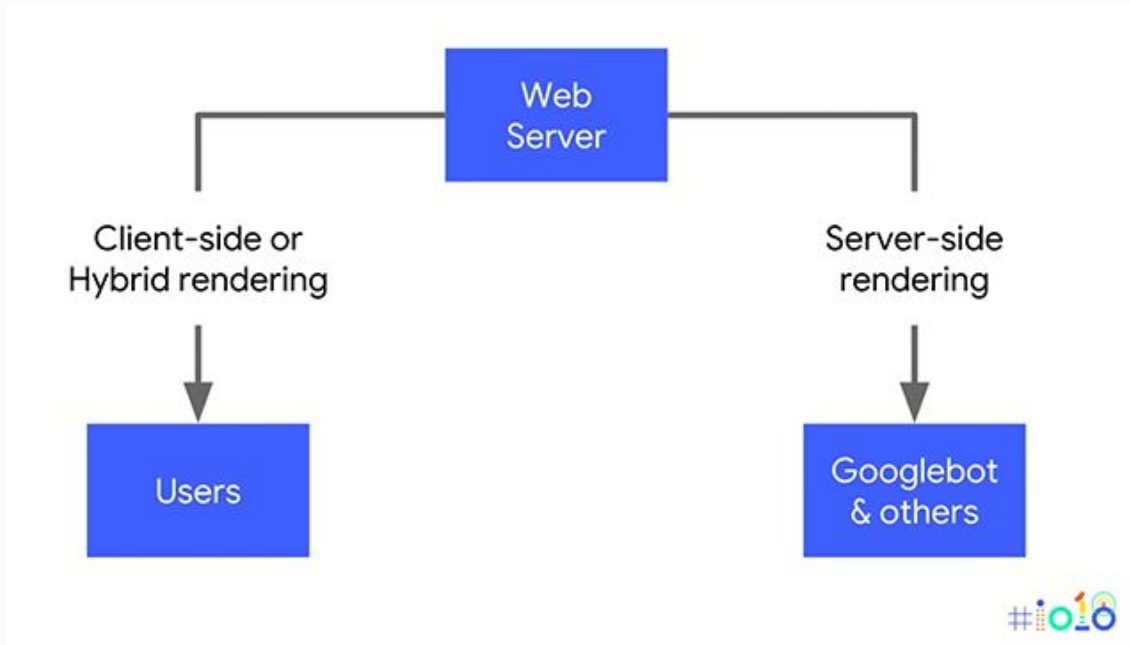 Web
Server
Client-side or
Hybrid rendering
Server-side
rendering
Users
Googlebot
& others
#io18